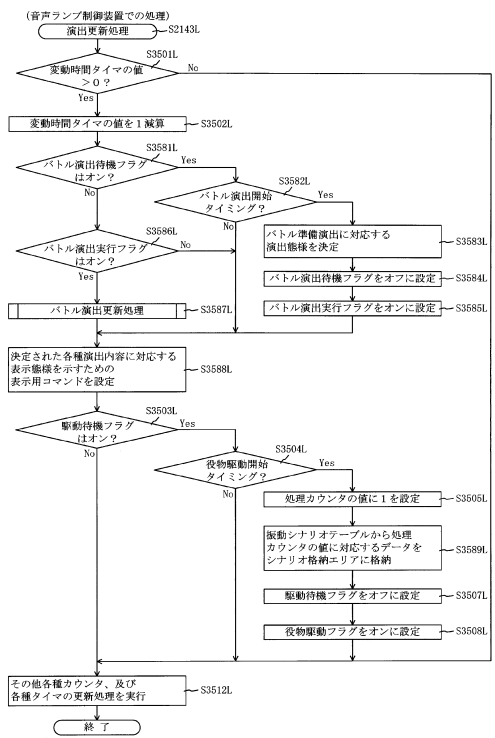 (音声ランプ制御装置での処理)
演出更新処理
S2143L
S3501L
変動時間タイマの値
>0?
No
Yes
変動時間タイマの値を1減算
S3502L
S3581L
バトル演出待機フラグ
はオン?
Yes
No
S3582L
バトル演出開始
タイミング?
Yes
No
バトル準備演出に対応する
演出態様を決定
S3583L
バトル演出待機フラグをオフに設定
S3584L
バトル演出実行フラグをオンに設定
S3585L
S3586L
バトル演出実行フラグ
はオン?
No
Yes
バトル演出更新処理
S3587L
決定された各種演出内容に対応する
表示態様を示すための
表示用コマンドを設定
S3588L
S3503L
駆動待機フラグ
はオン?
Yes
No
S3504L
役物駆動開始
タイミング?
Yes
No
処理カウンタの値に1を設定
S3505L
振動シナリオテーブルから処理
カウンタの値に対応するデータを
シナリオ格納エリアに格納
S3589L
駆動待機フラグをオフに設定
S3507L
役物駆動フラグをオンに設定
S3508L
その他各種カウンタ、及び
各種タイマの更新処理を実行
S3512L
終了